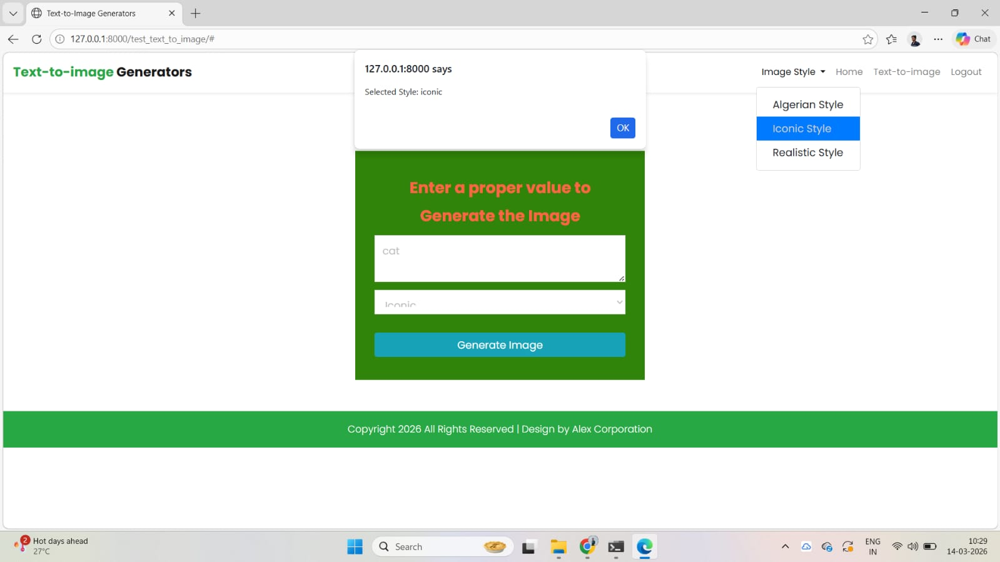 Text-to-Image Generators
127.0.0.1:8000/test_text_to_image/#
Chat
Text-to-image Generators
Image Style
Home
Text-to-image
Logout
127.0.0.1:8000 says
Selected Style: iconic
OK
Algerian Style
Iconic Style
Realistic Style
Enter a proper value to
Generate the Image
cat
Iconic
Generate Image
Copyright 2026 All Rights Reserved | Design by Alex Corporation
2
Hot days ahead
27°C
Search
ENG
IN
10:29
14-03-2026